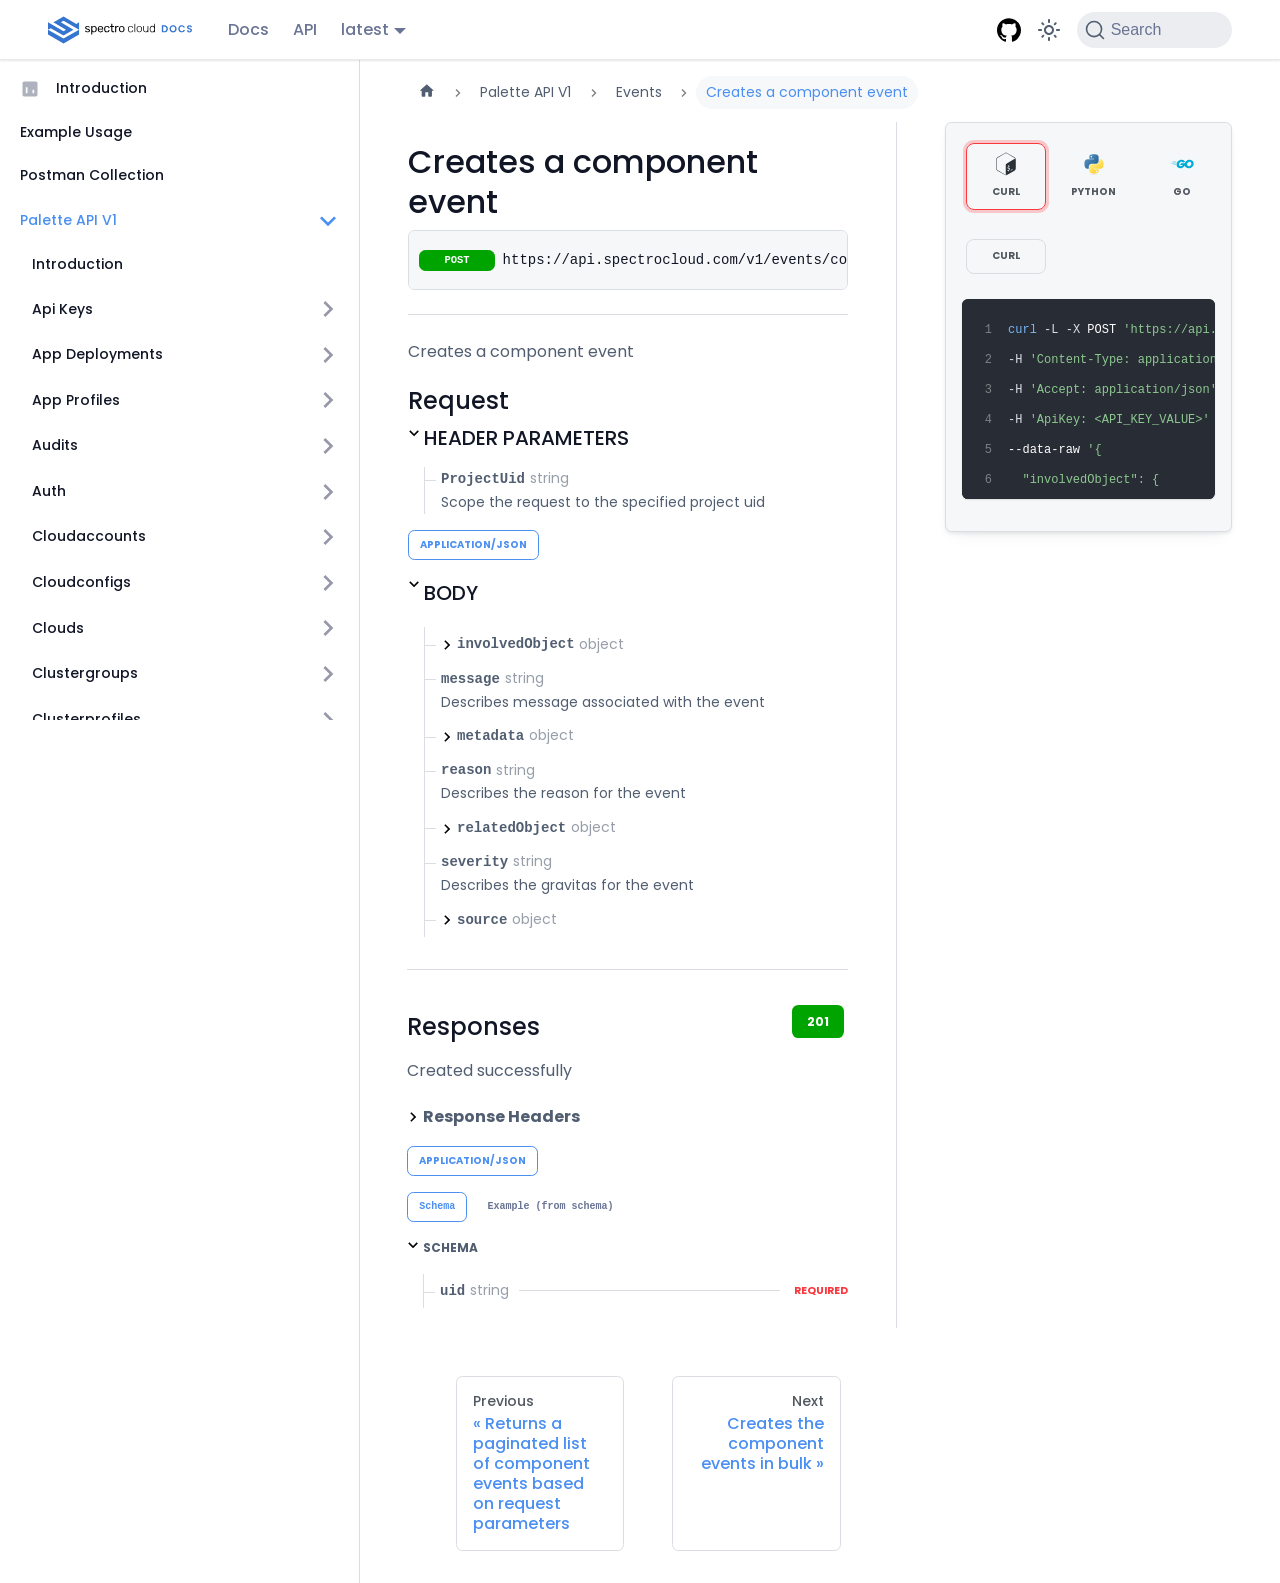 spectro cloud DOCS
Docs
API
latest
Search
Introduction
Example Usage
Postman Collection
Palette API V1
Introduction
Api Keys
App Deployments
App Profiles
Audits
Auth
Cloudaccounts
Cloudconfigs
Clouds
Clustergroups
Clusterprofiles
Palette API V1
Events
Creates a component event
Creates a component
event
POST https://api.spectrocloud.com/v1/events/co
Creates a component event
Request
HEADER PARAMETERS
ProjectUid string
Scope the request to the specified project uid
APPLICATION/JSON
BODY
involvedObject object
message string
Describes message associated with the event
metadata object
reason string
Describes the reason for the event
relatedObject object
severity string
Describes the gravitas for the event
source object
Responses
201
Created successfully
Response Headers
APPLICATION/JSON
Schema
Example (from schema)
SCHEMA
uid string REQUIRED
Previous
« Returns a
paginated list
of component
events based
on request
parameters
Next
Creates the
component
events in bulk »
CURL
PYTHON
GO
GO
CURL
1 curl -L -X POST 'https://api.
2 -H 'Content-Type: application
3 -H 'Accept: application/json'
4 -H 'ApiKey: <API_KEY_VALUE>'
5 --data-raw '{
6 "involvedObject": {